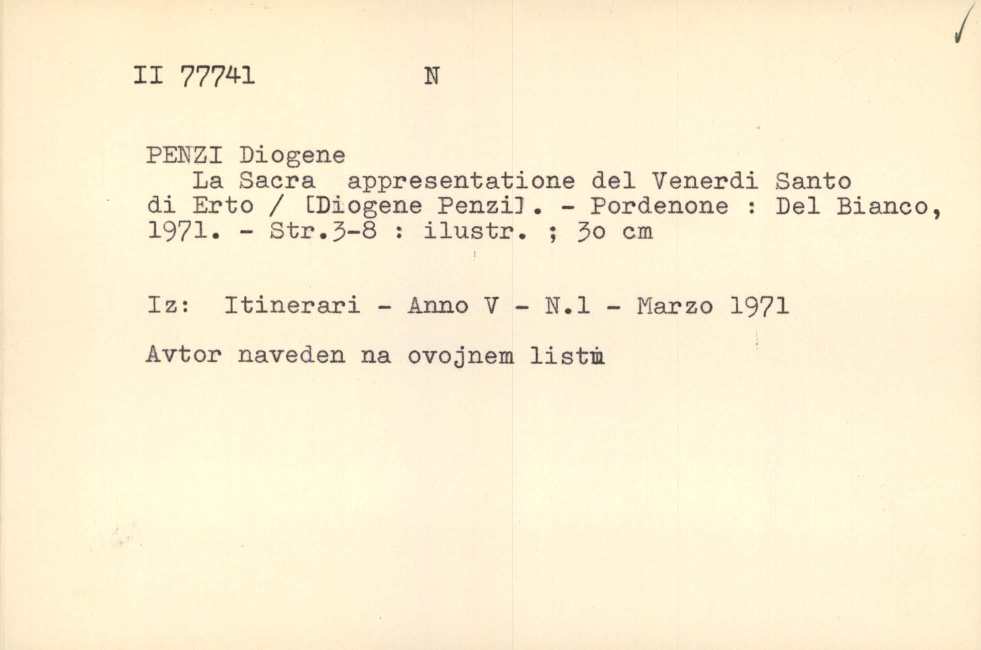 II 77741 N
PENZI Diogene
La Sacra appresentatione del Venerdi Santo
di Erto / [Diogene Penzi]. - Pordenone : Del Bianco,
1971. - Str.3-8 : ilustr. ; 30 cm
Iz: Itinerari - Anno V - N.1 - Marzo 1971
Avtor naveden na ovojnem listu